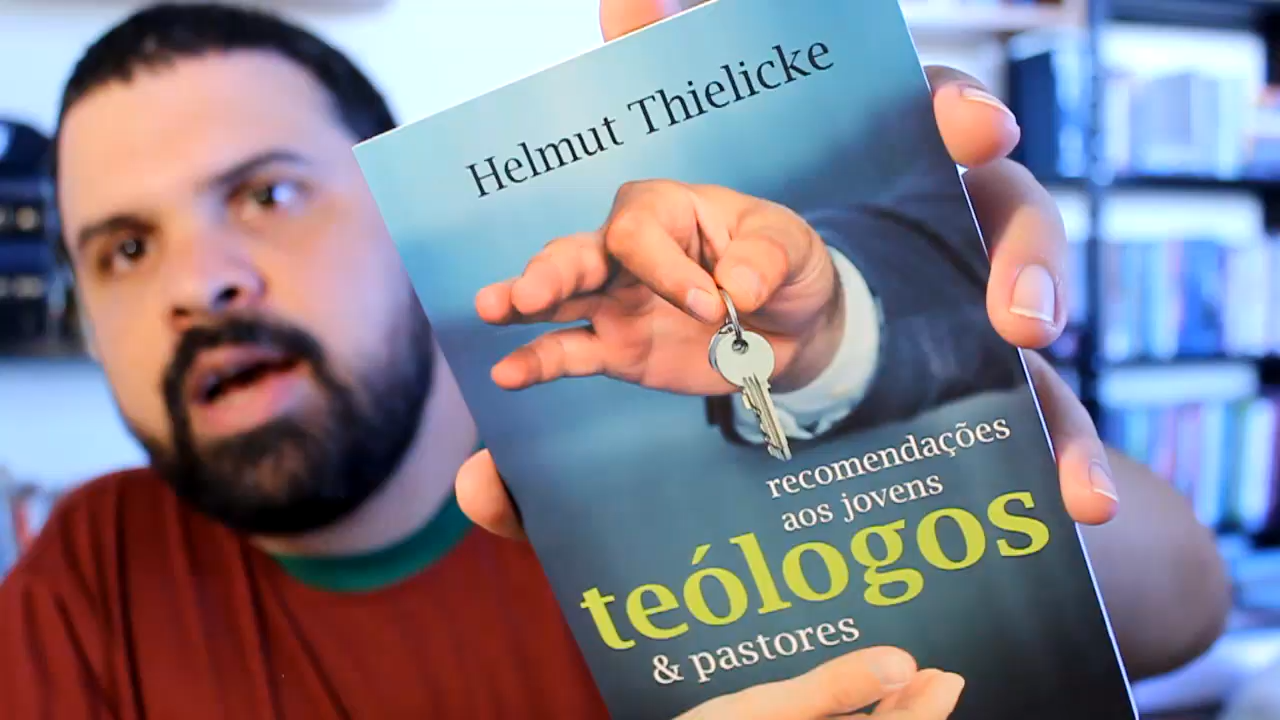 Helmut Thielicke
recomendações
aos jovens
teólogos
& pastores